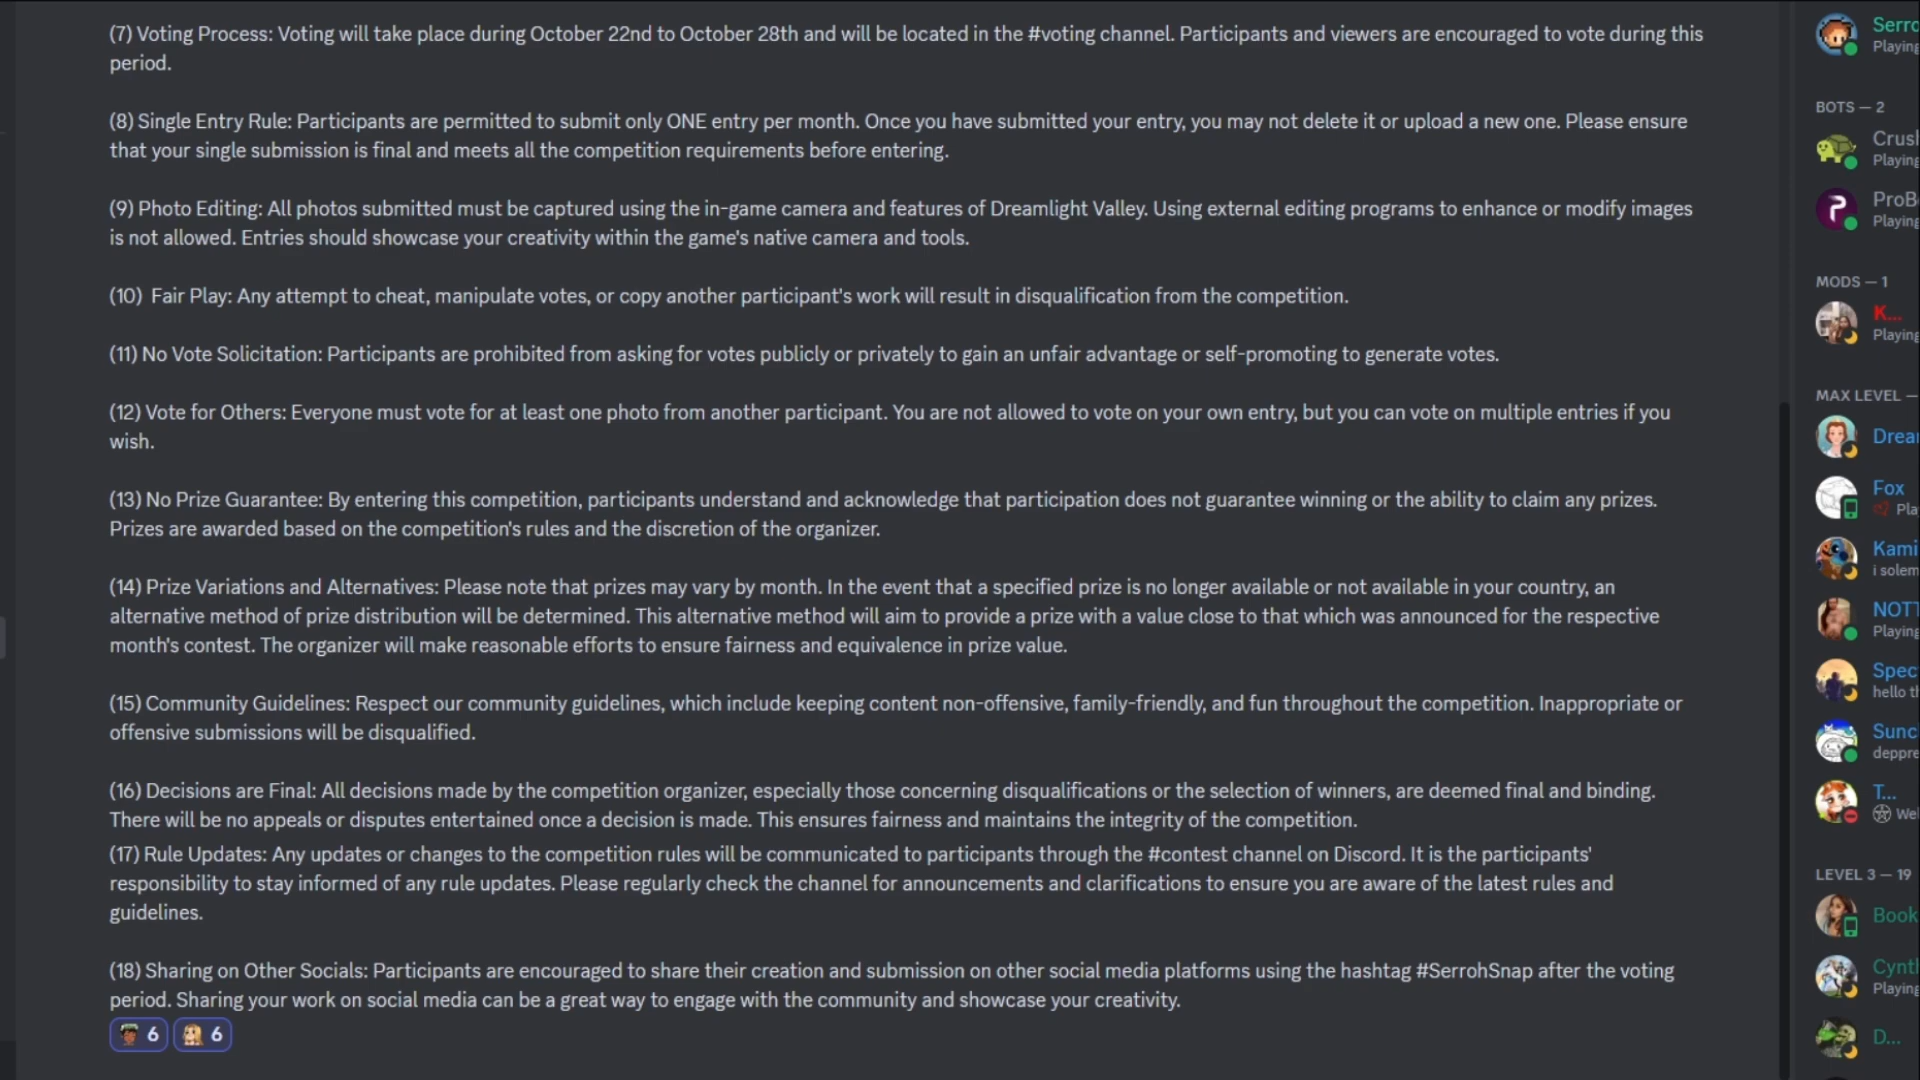 (7) Voting Process: Voting will take place during October 22nd to October 28th and will be located in the #voting channel. Participants and viewers are encouraged to vote during this
period.
(8) Single Entry Rule: Participants are permitted to submit only ONE entry per month. Once you have submitted your entry, you may not delete it or upload a new one. Please ensure
that your single submission is final and meets all the competition requirements before entering.
(9) Photo Editing: All photos submitted must be captured using the in-game camera and features of Dreamlight Valley. Using external editing programs to enhance or modify images
is not allowed. Entries should showcase your creativity within the game's native camera and tools.
(10) Fair Play: Any attempt to cheat, manipulate votes, or copy another participant's work will result in disqualification from the competition.
(11) No Vote Solicitation: Participants are prohibited from asking for votes publicly or privately to gain an unfair advantage or self-promoting to generate votes.
(12) Vote for Others: Everyone must vote for at least one photo from another participant. You are not allowed to vote on your own entry, but you can vote on multiple entries if you
wish.
(13) No Prize Guarantee: By entering this competition, participants understand and acknowledge that participation does not guarantee winning or the ability to claim any prizes.
Prizes are awarded based on the competition's rules and the discretion of the organizer.
(14) Prize Variations and Alternatives: Please note that prizes may vary by month. In the event that a specified prize is no longer available or not available in your country, an
alternative method of prize distribution will be determined. This alternative method will aim to provide a prize with a value close to that which was announced for the respective
month's contest. The organizer will make reasonable efforts to ensure fairness and equivalence in prize value.
(15) Community Guidelines: Respect our community guidelines, which include keeping content non-offensive, family-friendly, and fun throughout the competition. Inappropriate or
offensive submissions will be disqualified.
(16) Decisions are Final: All decisions made by the competition organizer, especially those concerning disqualifications or the selection of winners, are deemed final and binding.
There will be no appeals or disputes entertained once a decision is made. This ensures fairness and maintains the integrity of the competition.
(17) Rule Updates: Any updates or changes to the competition rules will be communicated to participants through the #contest channel on Discord. It is the participants'
responsibility to stay informed of any rule updates. Please regularly check the channel for announcements and clarifications to ensure you are aware of the latest rules and
guidelines.
(18) Sharing on Other Socials: Participants are encouraged to share their creation and submission on other social media platforms using the hashtag #SerrohSnap after the voting
period. Sharing your work on social media can be a great way to engage with the community and showcase your creativity.
6 6
Serro
Playing
BOTS — 2
Crush
Playing
ProB
Playing
MODS — 1
K...
Playing
MAX LEVEL —
Drea
Fox
Pla
Kami
i solem
NOTT
Playing
Spec
hello th
Sunc
deppre
T...
Wel
LEVEL 3 — 19
Book
Cynth
Playing
D...